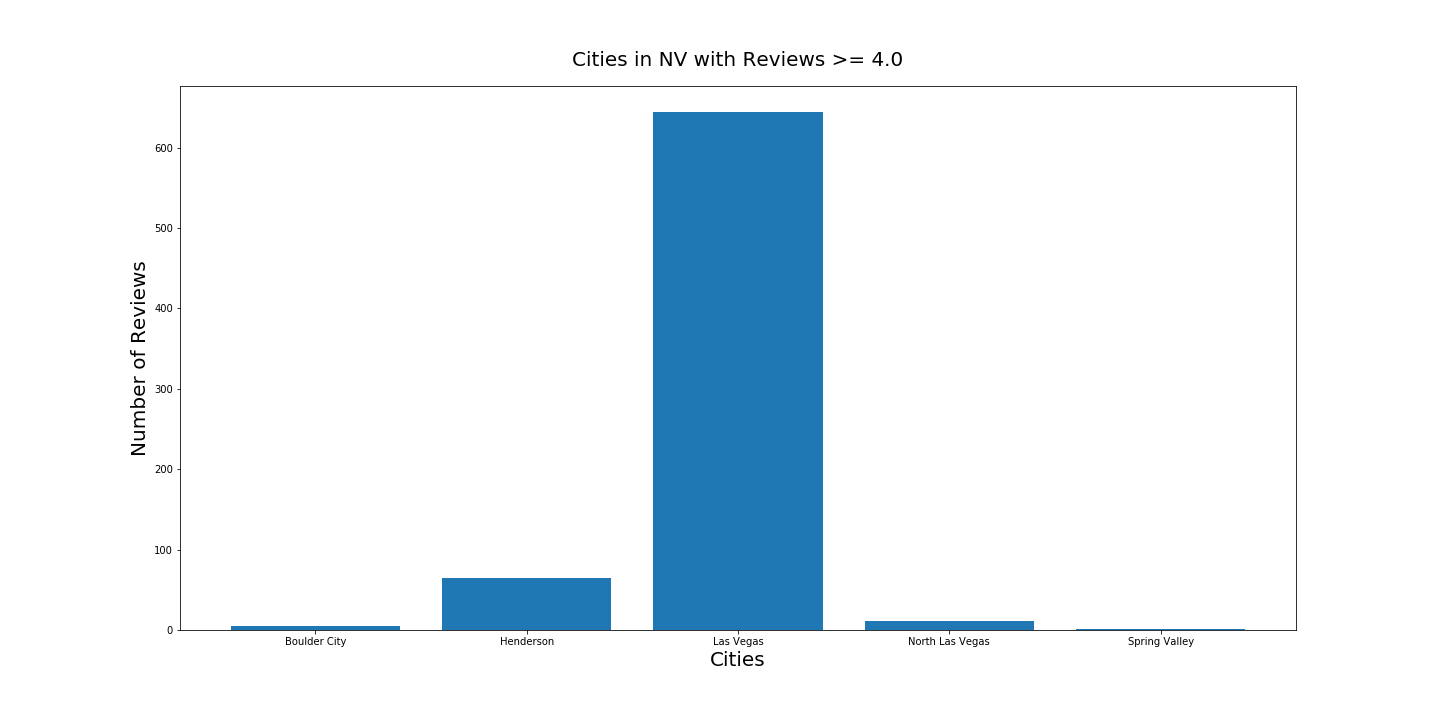 Cities in NV with Reviews >= 4.0
Number of Reviews
600
500
400
300
200
100
0
Boulder City
Henderson
Las Vegas
North Las Vegas
Spring Valley
Cities